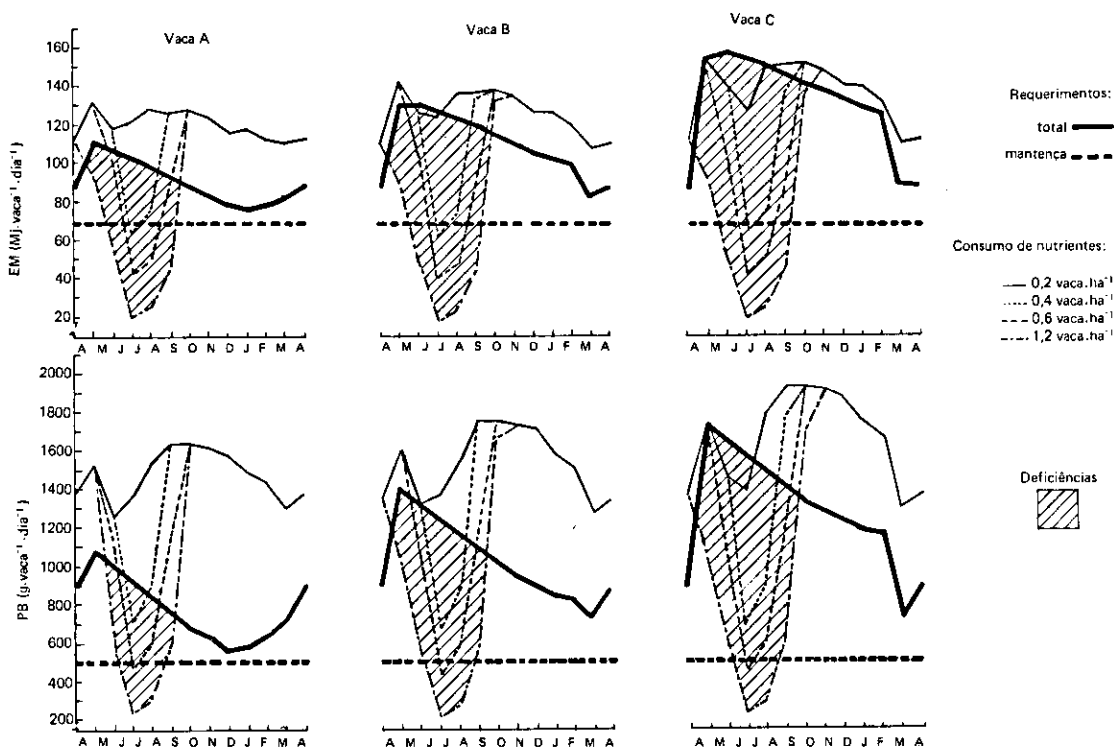 Vaca A
Vaca B
Vaca C
EM (Mj.vaca⁻¹.dia⁻¹)
160
140
120
100
80
60
40
20
A M J J A S O N D J F M A
A M J J A S O N D J F M A
A M J J A S O N D J F M A
PB (g.vaca⁻¹.dia⁻¹)
2000
1800
1600
1400
1200
1000
800
600
400
200
A M J J A S O N D J F M A
A M J J A S O N D J F M A
A M J J A S O N D J F M A
Requerimentos:
total
mantença
Consumo de nutrientes:
0,2 vaca.ha⁻¹
0,4 vaca.ha⁻¹
0,6 vaca.ha⁻¹
1,2 vaca.ha⁻¹
Deficiências